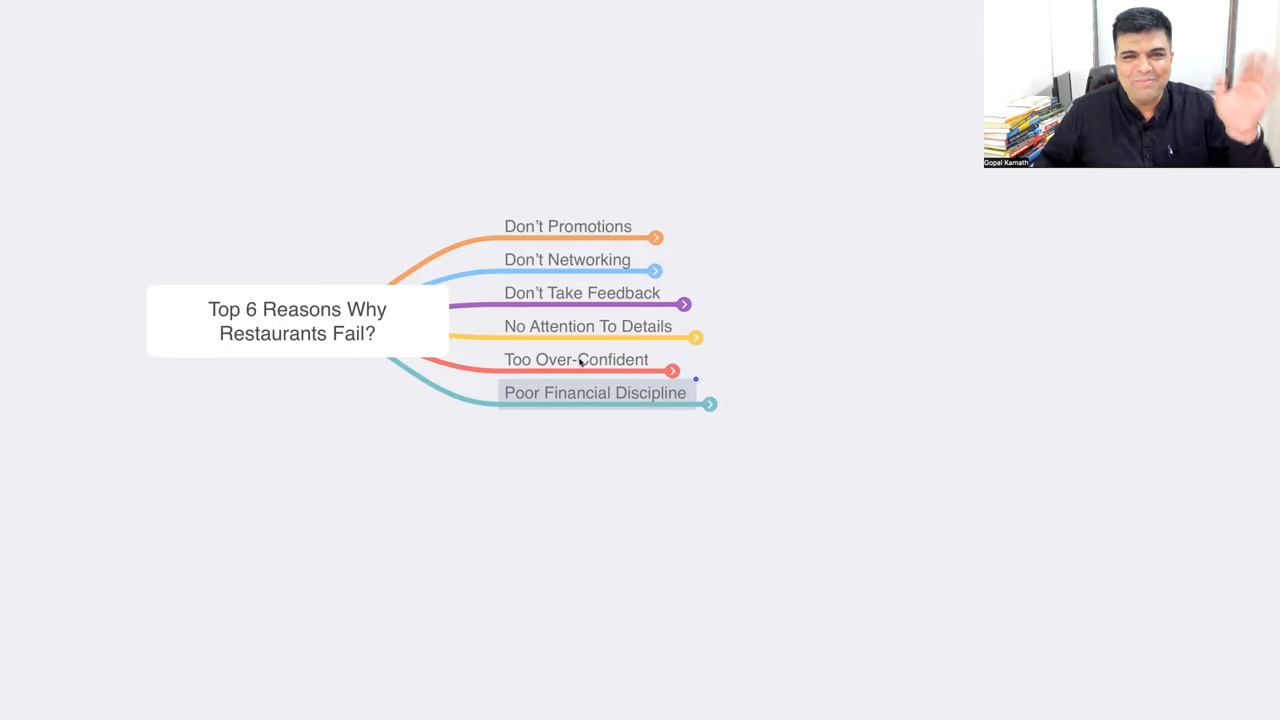 Gopal Kamath
Don’t Promotions
Don’t Networking
Don’t Take Feedback
Top 6 Reasons Why
Restaurants Fail?
No Attention To Details
Too Over-Confident
Poor Financial Discipline